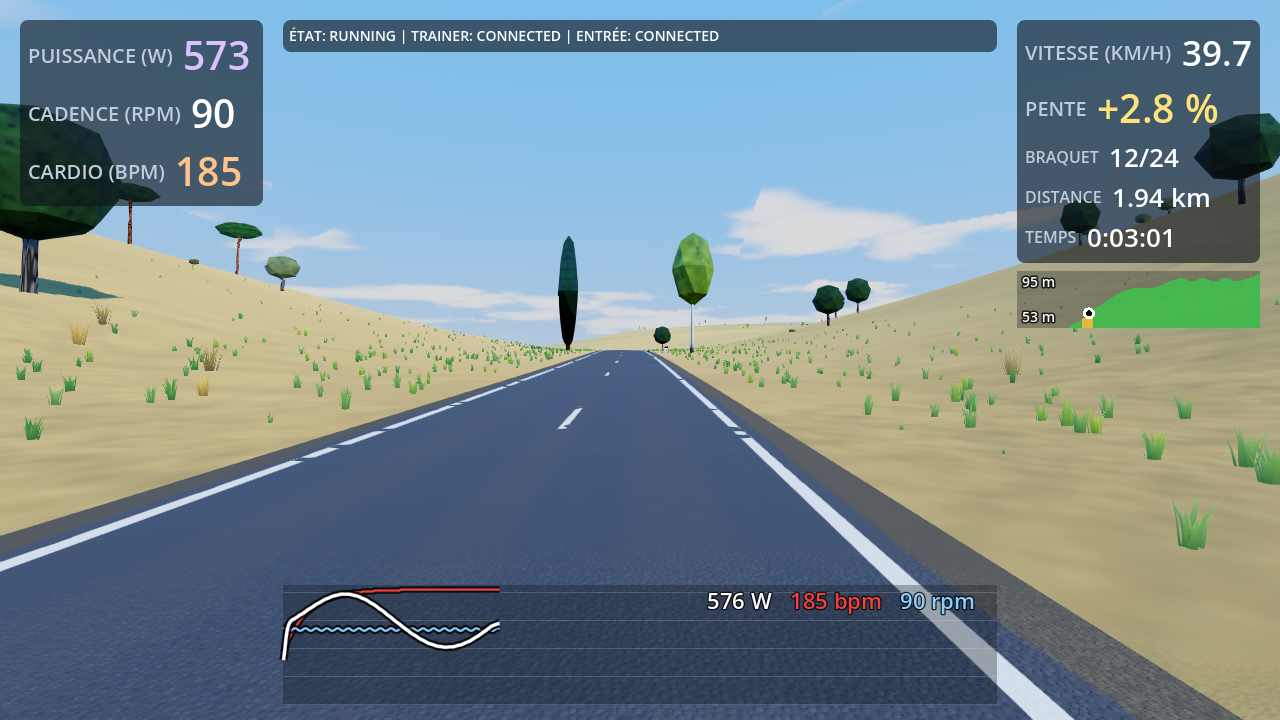 PUISSANCE (W) 573
CADENCE (RPM) 90
CARDIO (BPM) 185
ÉTAT: RUNNING | TRAINER: CONNECTED | ENTRÉE: CONNECTED
VITESSE (KM/H) 39.7
PENTE +2.8 %
BRAQUET 12/24
DISTANCE 1.94 km
TEMPS 0:03:01
95 m
53 m
576 W 185 bpm 90 rpm